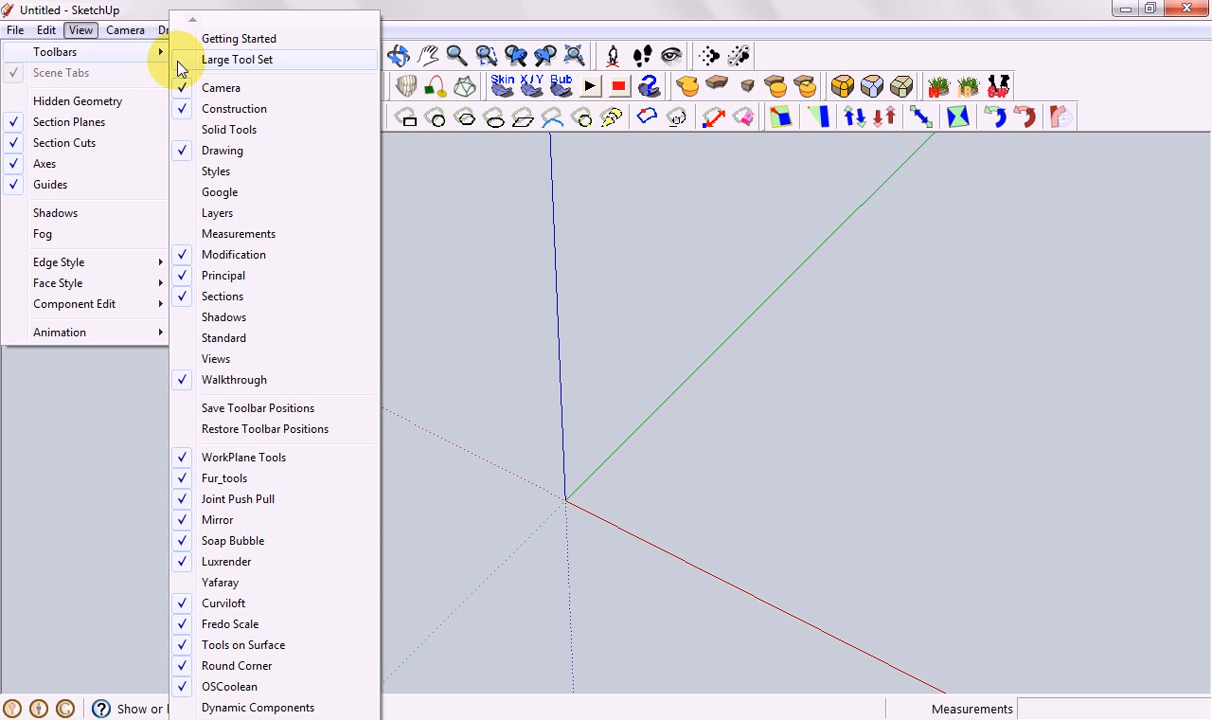 Untitled - SketchUp
File Edit View Camera
Toolbars
Scene Tabs
Hidden Geometry
Section Planes
Section Cuts
Axes
Guides
Shadows
Fog
Edge Style
Face Style
Component Edit
Animation
Getting Started
Large Tool Set
Camera
Construction
Solid Tools
Drawing
Styles
Google
Layers
Measurements
Modification
Principal
Sections
Shadows
Standard
Views
Walkthrough
Save Toolbar Positions
Restore Toolbar Positions
WorkPlane Tools
Fur_tools
Joint Push Pull
Mirror
Soap Bubble
Luxrender
Yafaray
Curviloft
Fredo Scale
Tools on Surface
Round Corner
OSCoolean
Dynamic Components
Skin X/Y Bub
Show or
Measurements